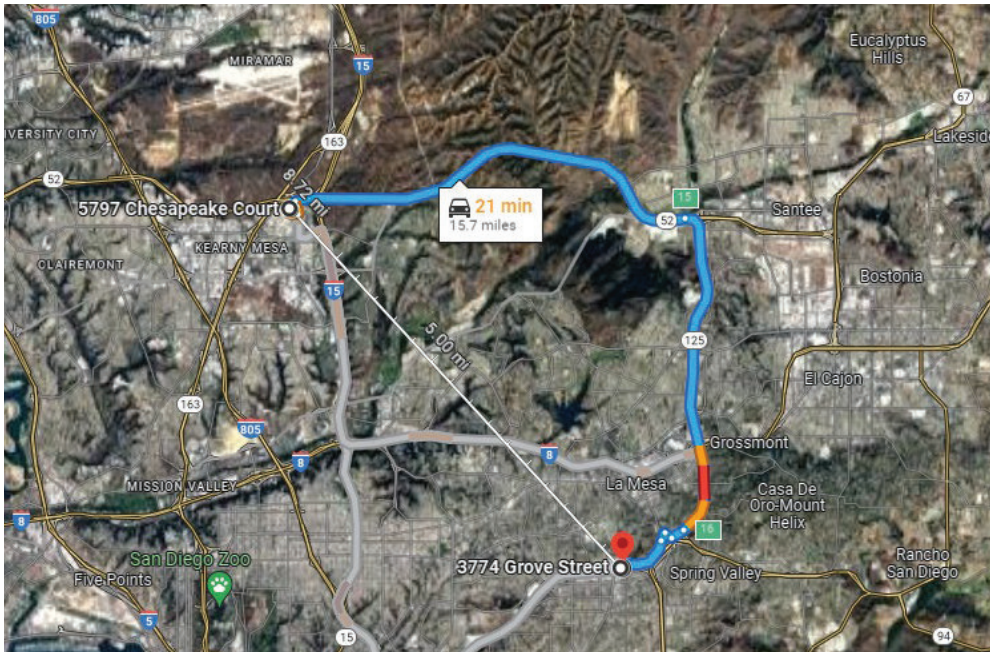 805
MIRAMAR
15
Eucalyptus
Hills
67
IVERSITY CITY
163
Lakeside
52
8.72 mi
5797 Chesapeake Court
21 min
15.7 miles
15
52
Santee
KEARNY MESA
CLAIREMONT
Bostonia
15
5.00 mi
125
El Cajon
163
805
8
Grossmont
8
MISSION VALLEY
La Mesa
Casa De
Oro-Mount
Helix
8
16
San Diego Zoo
Five Points
3774 Grove Street
Spring Valley
Rancho
San Diego
5
15
94